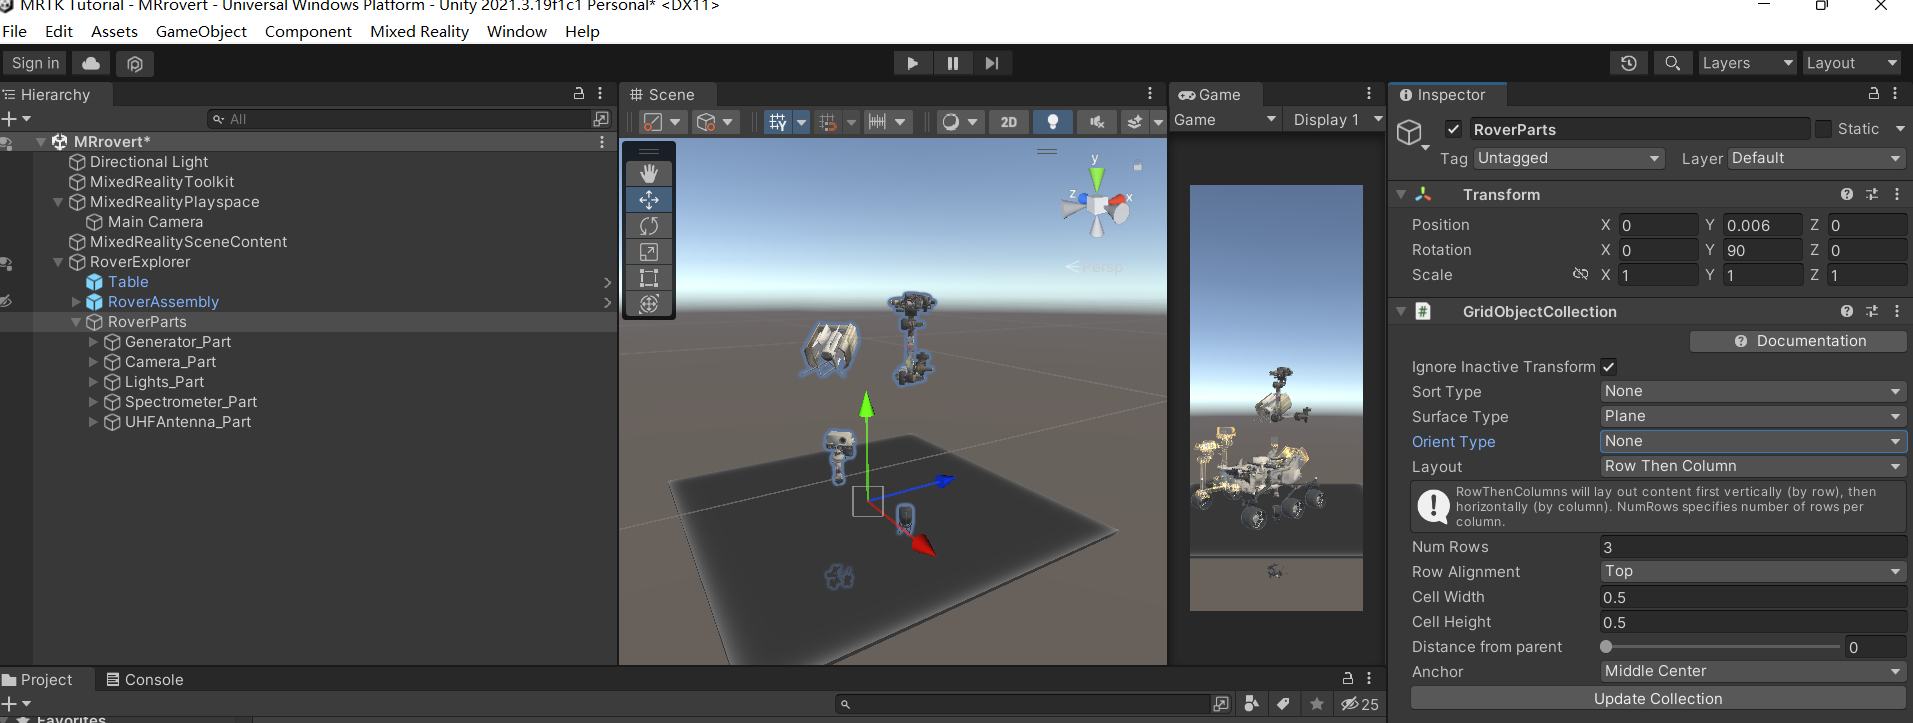 MRTK Tutorial - MRrovert - Universal Windows Platform - Unity 2021.3.19f1c1 Personal* <DX11>
File Edit Assets GameObject Component Mixed Reality Window Help
Sign in
Layers
Layout
Hierarchy
All
MRrovert*
Directional Light
MixedRealityToolkit
MixedRealityPlayspace
Main Camera
MixedRealitySceneContent
RoverExplorer
Table
RoverAssembly
RoverParts
Generator_Part
Camera_Part
Lights_Part
Spectrometer_Part
UHFAntenna_Part
Scene
2D
y
z
x
Persp
Game
Game
Display 1
Inspector
RoverParts
Static
Tag Untagged
Layer Default
Transform
Position X 0 Y 0.006 Z 0
Rotation X 0 Y 90 Z 0
Scale X 1 Y 1 Z 1
GridObjectCollection
Documentation
Ignore Inactive Transform
Sort Type None
Surface Type Plane
Orient Type None
Layout Row Then Column
RowThenColumns will lay out content first vertically (by row), then
horizontally (by column). NumRows specifies number of rows per
column.
Num Rows 3
Row Alignment Top
Cell Width 0.5
Cell Height 0.5
Distance from parent 0
Anchor Middle Center
Update Collection
Project
Console
25
Favorites